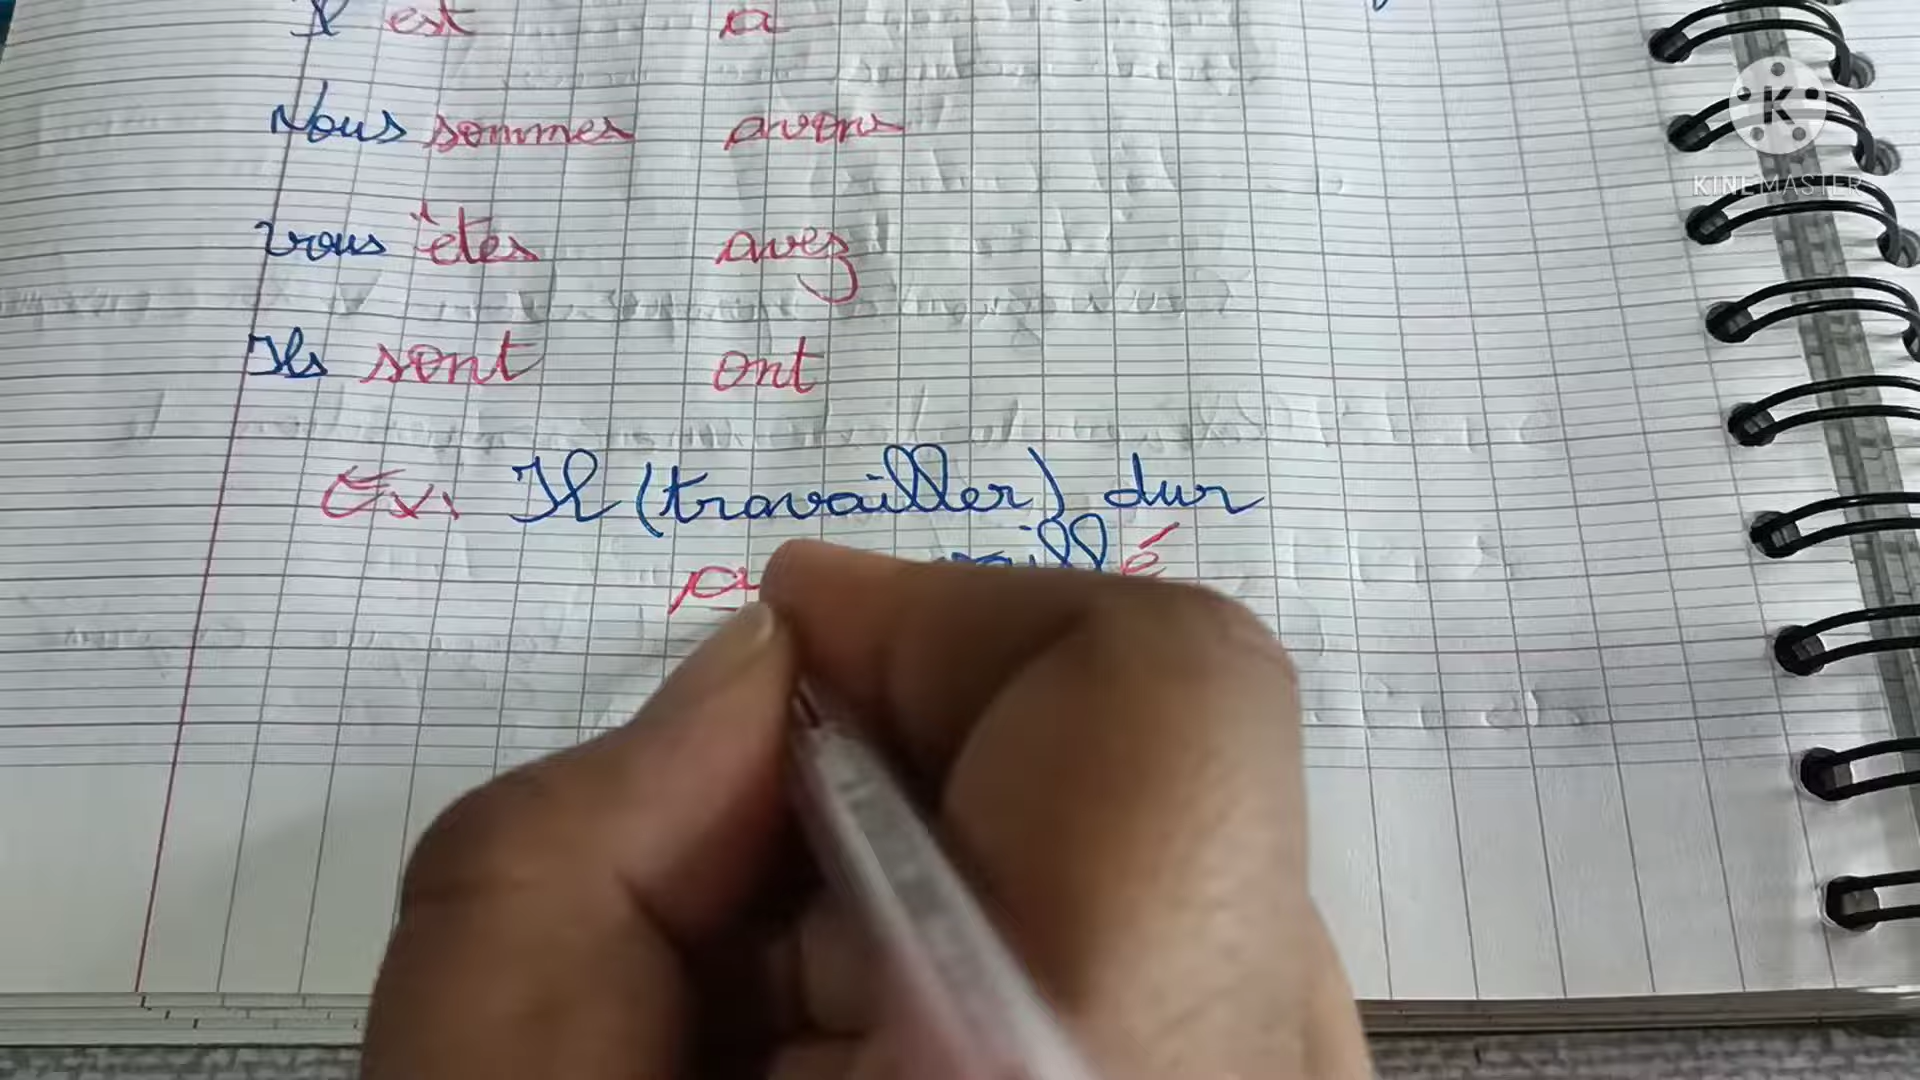 Il est a
Nous sommes avons
Vous êtes avez
Ils sont ont
Ex: Il (travailler) dur
a é
KINEMASTER